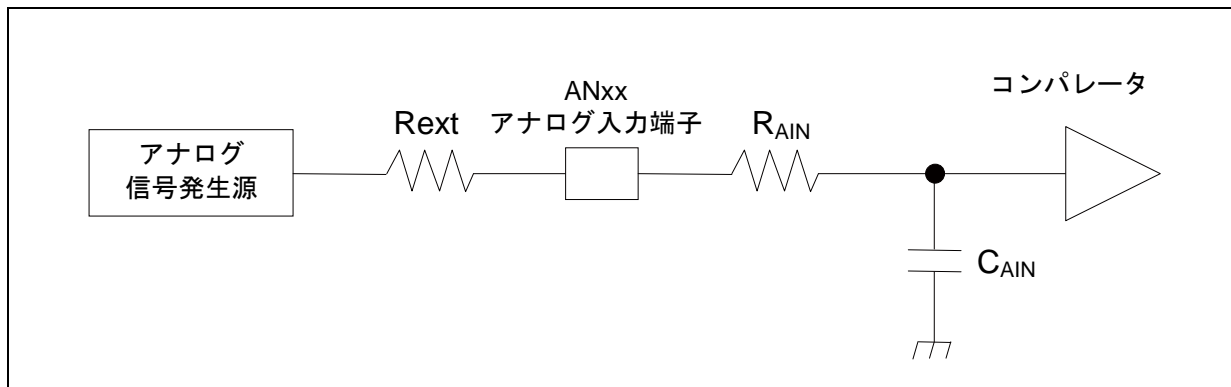 コンパレータ
ANxx
アナログ入力端子
Rext
RAIN
アナログ
信号発生源
CAIN